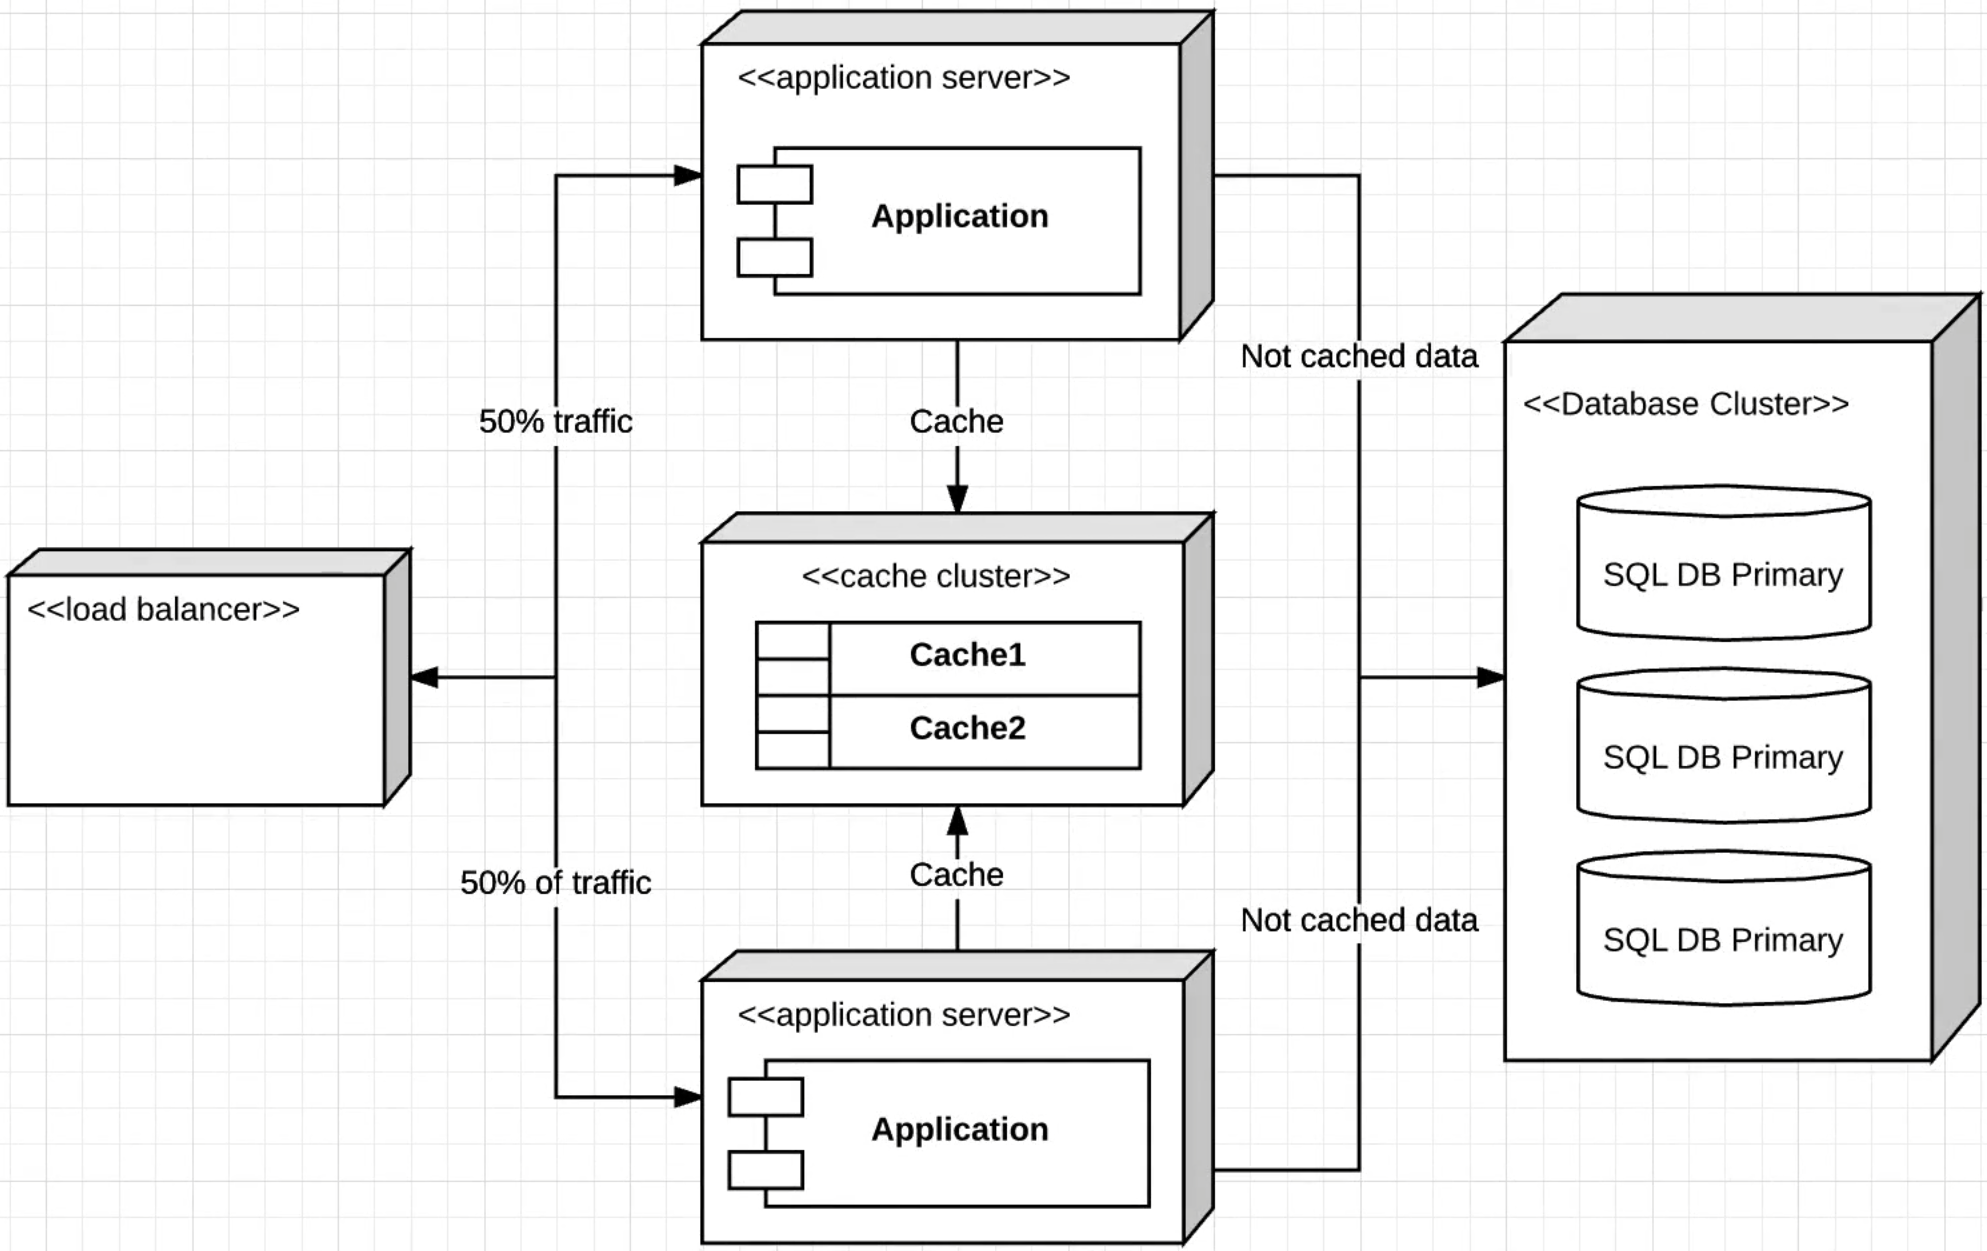 <<application server>>
Application
Not cached data
<<Database Cluster>>
50% traffic
Cache
<<cache cluster>>
SQL DB Primary
<<load balancer>>
Cache1
Cache2
SQL DB Primary
Cache
50% of traffic
Not cached data
SQL DB Primary
<<application server>>
Application